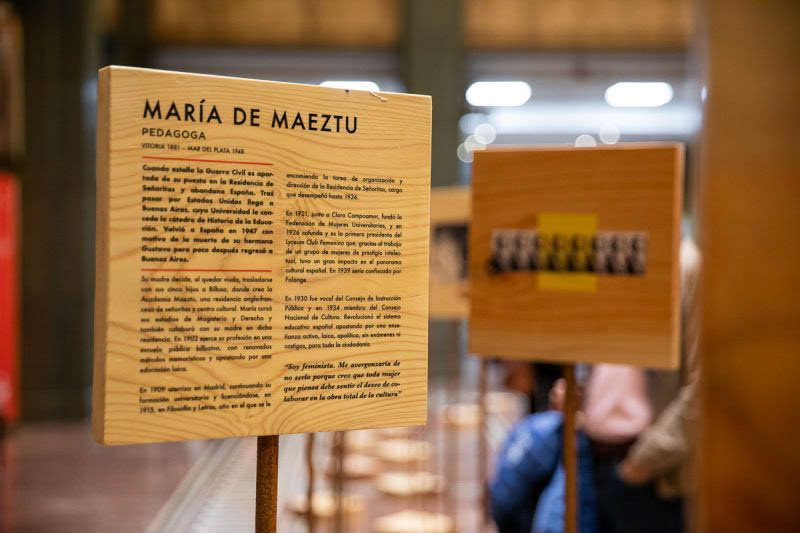 MARÍA DE MAEZTU
PEDAGOGA
VITORIA 1881 – MAR DEL PLATA 1948
Cuando estalla la Guerra Civil es apar-
tada de su puesto en la Residencia de
Señoritas y abandona España. Tras
pasar por Estados Unidos llega a
Buenos Aires, cuya Universidad le con-
cede la cátedra de Historia de la Educa-
ción. Volvió a España en 1947 con
motivo de la muerte de su hermano
Gustavo pero poco después regresó a
Buenos Aires.
Su madre decide, al quedar viuda, trasladarse
con sus cinco hijos a Bilbao, donde crea la
Academia Maeztu, una residencia anglo-fran-
cesa de señoritas y centro cultural. María cursó
sus estudios de Magisterio y Derecho y
también colaboró con su madre en dicha
residencia. En 1902 ejerce su profesión en una
escuela pública bilbaína, con renovados
métodos memorísticos y apostando por una
educación laica.
En 1909 aterriza en Madrid, continuando su
formación universitaria y licenciándose, en
1915, en Filosofía y Letras, año en el que se le
encomienda la tarea de organización y
dirección de la Residencia de Señoritas, cargo
que desempeñó hasta 1936.
En 1921, junto a Clara Campoamor, fundó la
Federación de Mujeres Universitarias, y en
1926 cofunda y es la primera presidenta del
Lyceum Club Femenino que, gracias al trabajo
de un grupo de mujeres de prestigio intelec-
tual, tuvo un gran impacto en el panorama
cultural español. En 1939 sería confiscado por
Falange.
En 1930 fue vocal del Consejo de Instrucción
Pública y en 1934 miembro del Consejo
Nacional de Cultura. Revolucionó el sistema
educativo español apostando por una ense-
ñanza activa, laica, apolítica, sin exámenes ni
castigos, para toda la ciudadanía.
"Soy feminista. Me avergonzaría de
no serlo porque creo que toda mujer
que piensa debe sentir el deseo de co-
laborar en la obra total de la cultura"